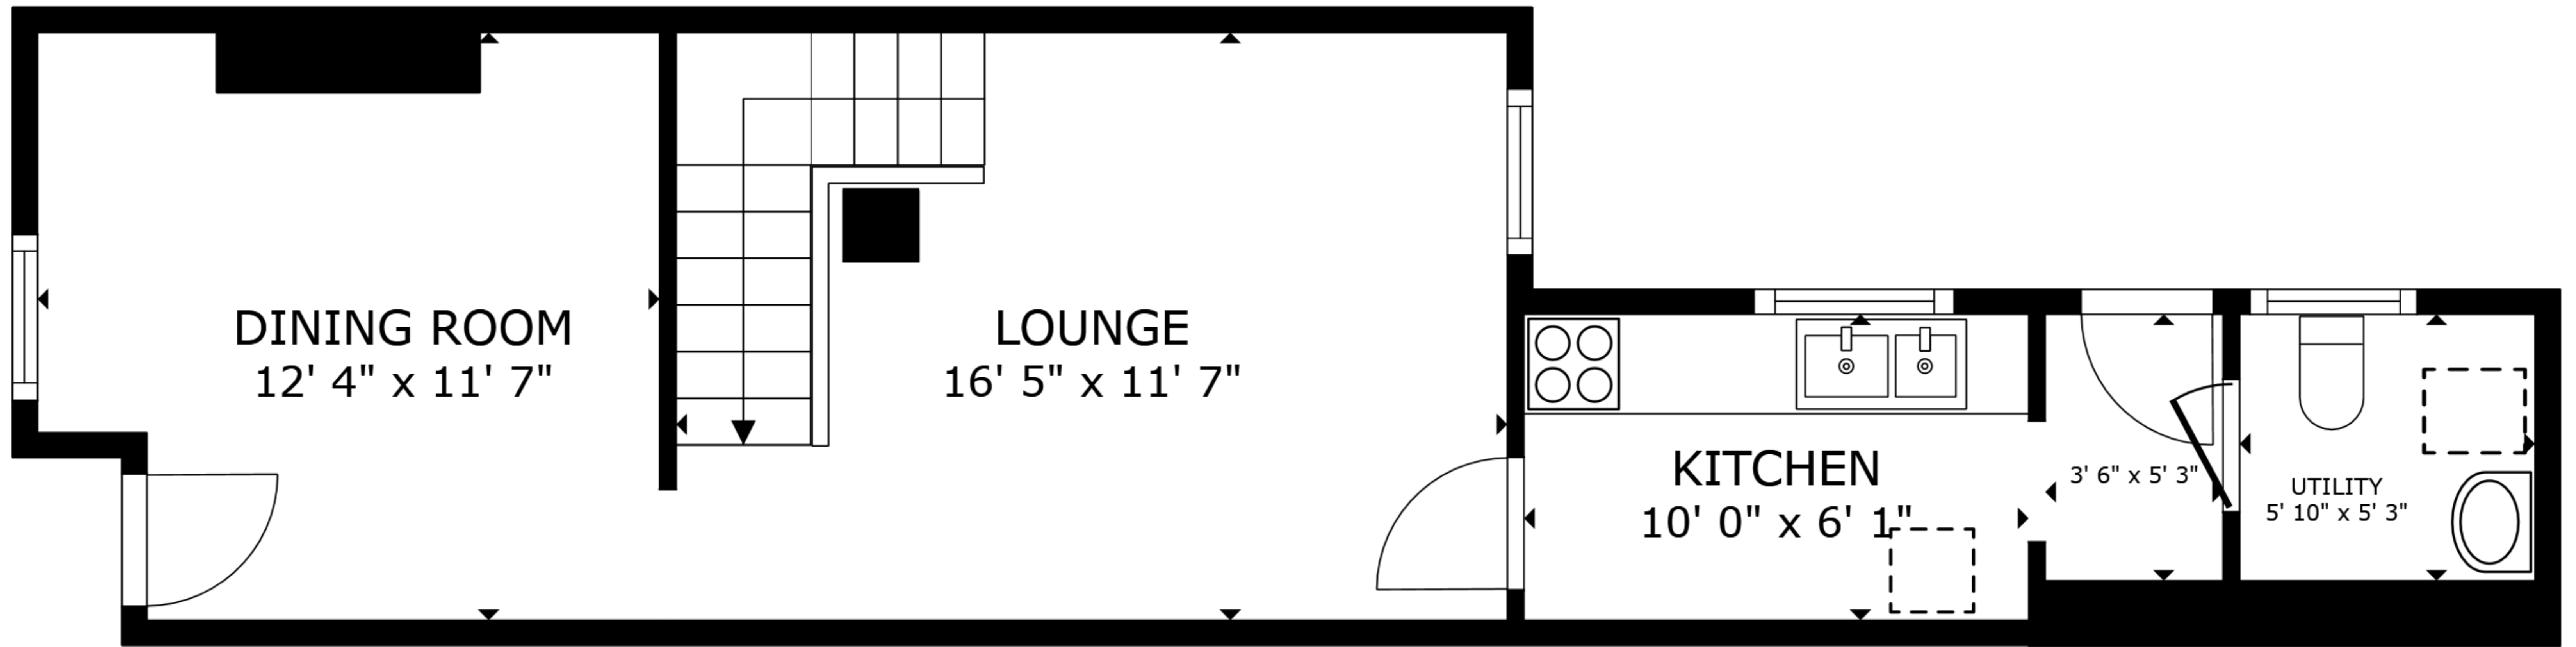 DINING ROOM
12' 4" x 11' 7"
LOUNGE
16' 5" x 11' 7"
KITCHEN
10' 0" x 6' 1"
3' 6" x 5' 3"
UTILITY
5' 10" x 5' 3"